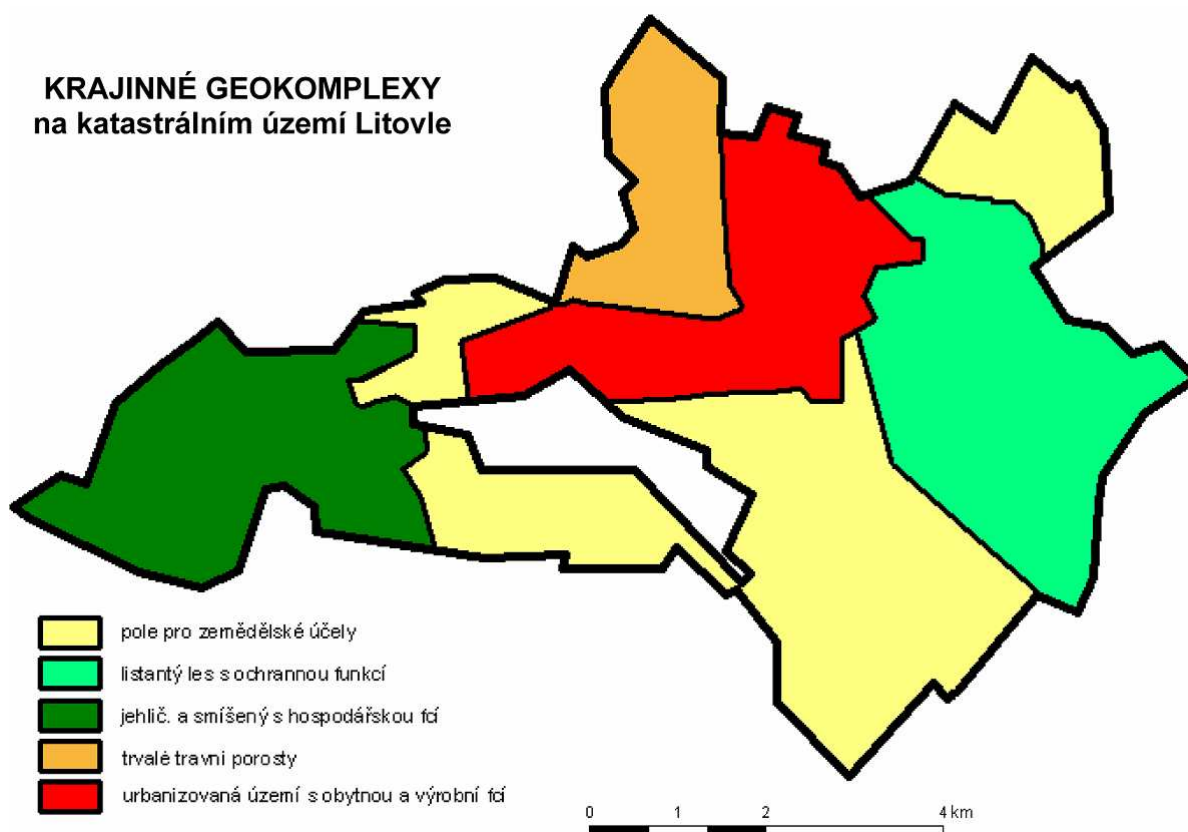 KRAJINNÉ GEOKOMPLEXY
na katastrálním území Litovle
pole pro zemědělské účely
listantý les s ochrannou funkcí
jehlič. a smíšený s hospodářskou fcí
trvalé travní porosty
urbanizovaná území s obytnou a výrobní fcí
0 1 2 4 km